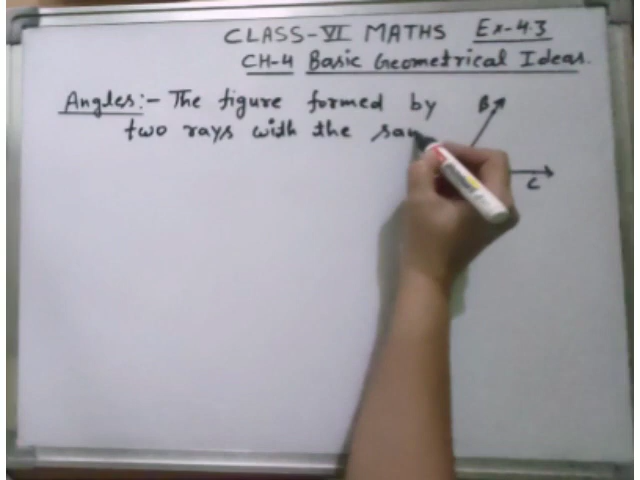 CLASS-VI MATHS Ex-4.3
CH-4 Basic Geometrical Ideas.
Angles:- The figure formed by
two rays with the sam
B
C